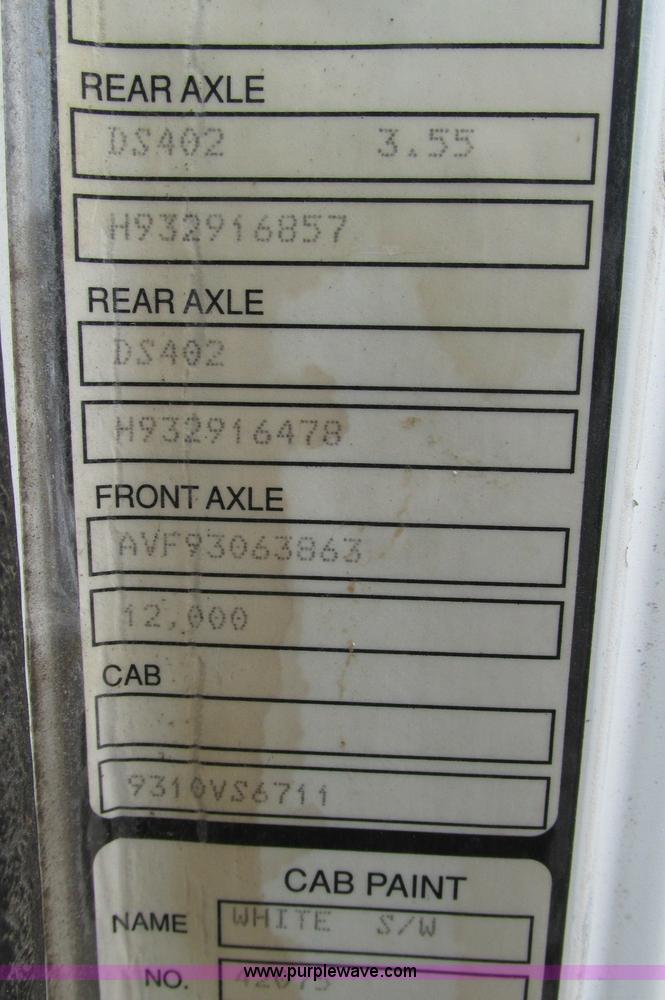 REAR AXLE
DS402 3.55
H932916857
REAR AXLE
DS402
H932916478
FRONT AXLE
AVF93063863
12,000
CAB
9310VS6711
CAB PAINT
NAME WHITE S/W
NO.
www.purplewave.com